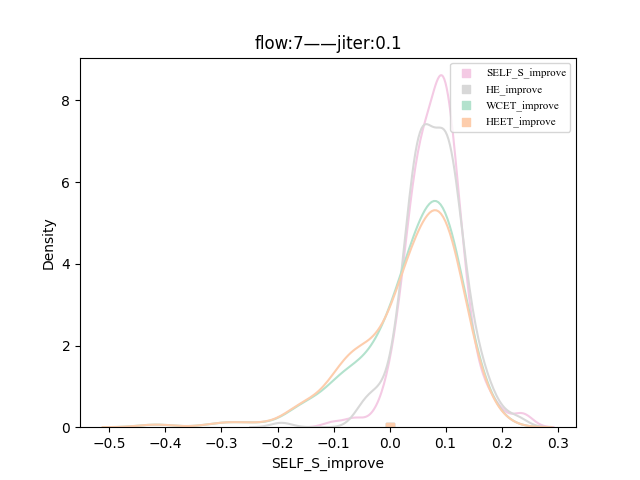 flow:7——jiter:0.1
SELF_S_improve
HE_improve
WCET_improve
HEET_improve
Density
8
6
4
2
0
−0.5 −0.4 −0.3 −0.2 −0.1 0.0 0.1 0.2 0.3
SELF_S_improve